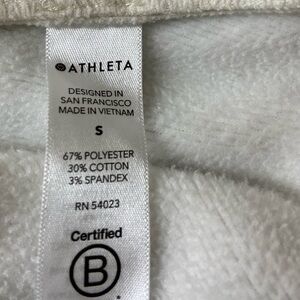 ATHLETA
DESIGNED IN
SAN FRANCISCO
MADE IN VIETNAM
S
67% POLYESTER
30% COTTON
3% SPANDEX
RN 54023
Certified
B